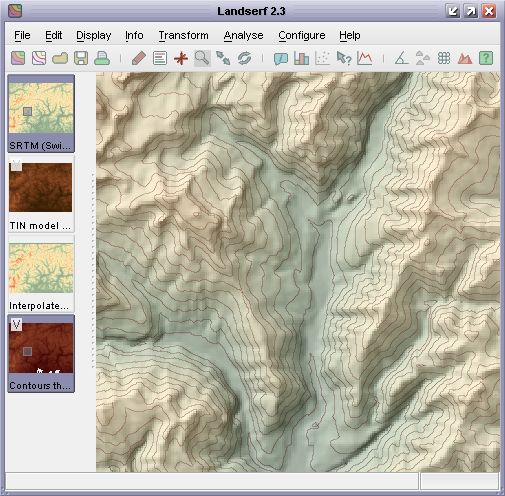 Landserf 2.3
File Edit Display Info Transform Analyse Configure Help
SRTM (Swi...
V
TIN model ...
Interpolate...
V
Contours th...